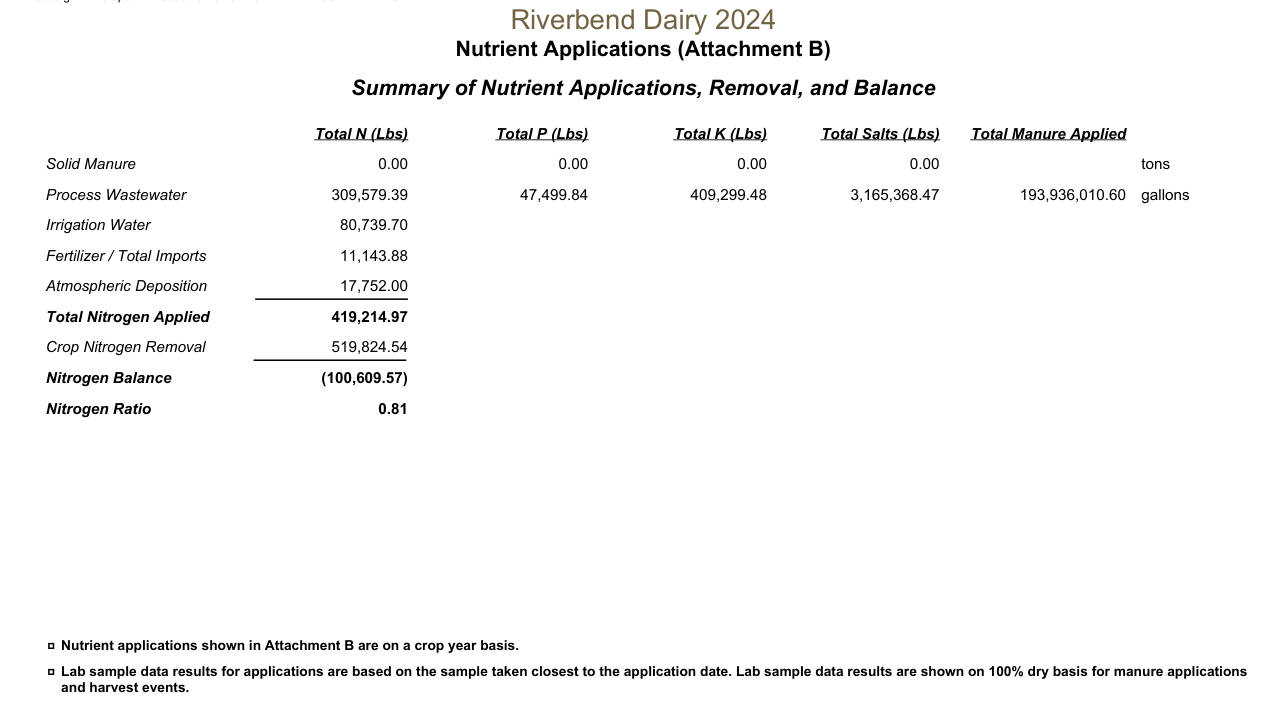 Riverbend Dairy 2024
Nutrient Applications (Attachment B)
Summary of Nutrient Applications, Removal, and Balance
Total N (Lbs) Total P (Lbs) Total K (Lbs) Total Salts (Lbs) Total Manure Applied
Solid Manure 0.00 0.00 0.00 0.00 tons
Process Wastewater 309,579.39 47,499.84 409,299.48 3,165,368.47 193,936,010.60 gallons
Irrigation Water 80,739.70
Fertilizer / Total Imports 11,143.88
Atmospheric Deposition 17,752.00
Total Nitrogen Applied 419,214.97
Crop Nitrogen Removal 519,824.54
Nitrogen Balance (100,609.57)
Nitrogen Ratio 0.81
¤ Nutrient applications shown in Attachment B are on a crop year basis.
¤ Lab sample data results for applications are based on the sample taken closest to the application date. Lab sample data results are shown on 100% dry basis for manure applications
and harvest events.